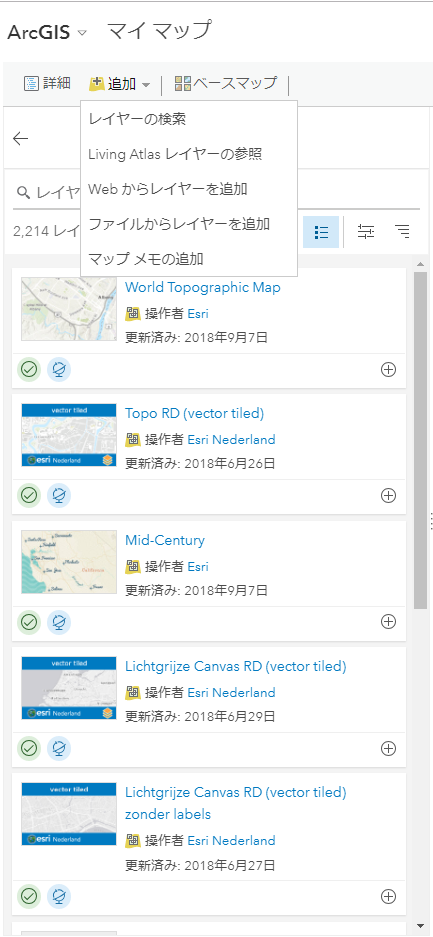 ArcGIS マイ マップ
詳細 追加 ベースマップ
レイヤーの検索
Living Atlas レイヤーの参照
Web からレイヤーを追加
ファイルからレイヤーを追加
マップ メモの追加
レイヤ
2,214 レイ
World Topographic Map
操作者 Esri
更新済み: 2018年9月7日
vector tiled
esri Nederland
Topo RD (vector tiled)
操作者 Esri Nederland
更新済み: 2018年6月26日
Mid-Century
操作者 Esri
更新済み: 2018年9月7日
vector tiled
esri Nederland
Lichtgrijze Canvas RD (vector tiled)
操作者 Esri Nederland
更新済み: 2018年6月29日
vector tiled
esri Nederland
Lichtgrijze Canvas RD (vector tiled)
zonder labels
操作者 Esri Nederland
更新済み: 2018年6月27日